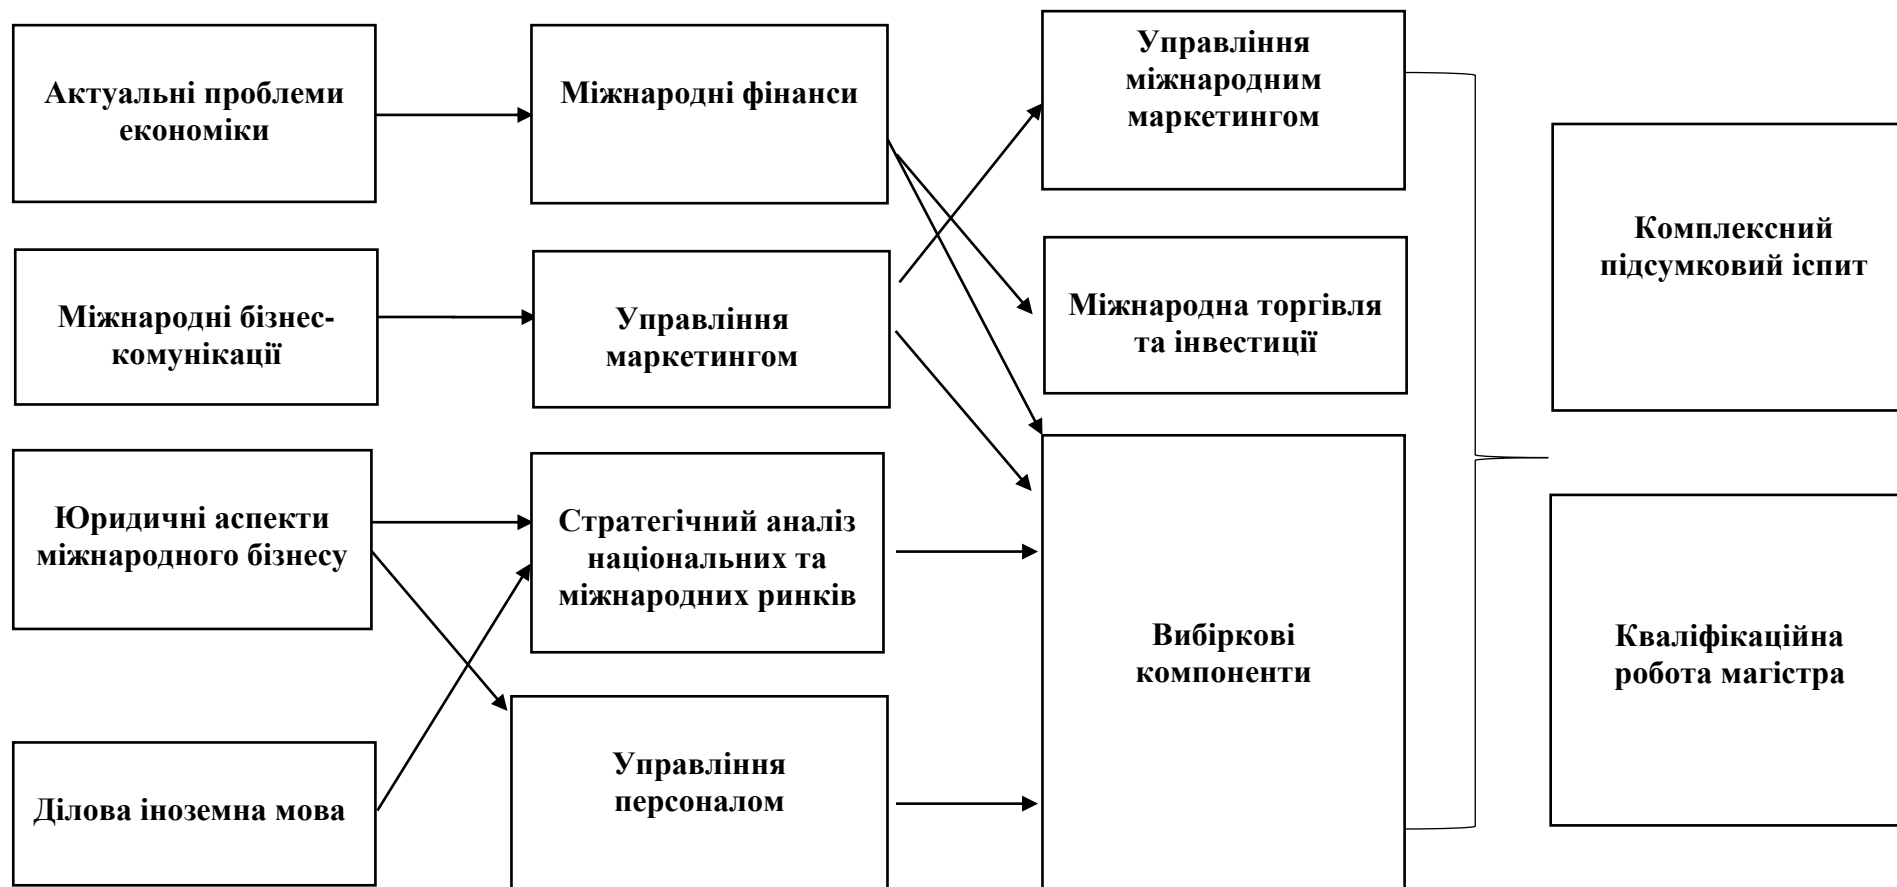 Актуальні проблеми
економіки
Міжнародні фінанси
Управління
міжнародним
маркетингом
Комплексний
підсумковий іспит
Міжнародні бізнес-
комунікації
Управління
маркетингом
Міжнародна торгівля
та інвестиції
Юридичні аспекти
міжнародного бізнесу
Стратегічний аналіз
національних та
міжнародних ринків
Вибіркові
компоненти
Кваліфікаційна
робота магістра
Ділова іноземна мова
Управління
персоналом